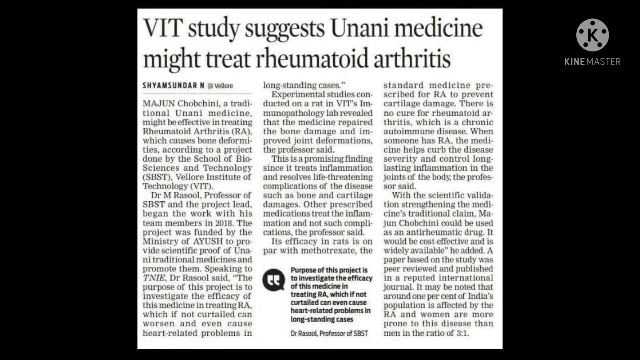 VIT study suggests Unani medicine
might treat rheumatoid arthritis
SHYAMSUNDAR N @ Vellore
MAJUN Chobchini, a tradi-
tional Unani medicine,
might be effective in treating
Rheumatoid Arthritis (RA),
which causes bone deformi-
ties, according to a project
done by the School of Bio-
Sciences and Technology
(SBST), Vellore Institute of
Technology (VIT).
Dr M Rasool, Professor of
SBST and the project lead,
began the work with his
team members in 2018. The
project was funded by the
Ministry of AYUSH to pro-
vide scientific proof of Una-
ni traditional medicines and
promote them. Speaking to
TNIE, Dr Rasool said, "The
purpose of this project is to
investigate the efficacy of
this medicine in treating RA,
which if not curtailed can
worsen and even cause
heart-related problems in
long-standing cases."
Experimental studies con-
ducted on a rat in VIT's Im-
munopathology lab revealed
that the medicine repaired
the bone damage and im-
proved joint deformations,
the professor said.
This is a promising finding
since it treats inflammation
and resolves life-threatening
complications of the disease
such as bone and cartilage
damages. Other prescribed
medications treat the inflam-
mation and not such compli-
cations, the professor said.
Its efficacy in rats is on
par with methotrexate, the
Purpose of this project is
to investigate the efficacy
of this medicine in
treating RA, which if not
curtailed can even cause
heart-related problems in
long-standing cases
Dr Rasool, Professor of SBST
standard medicine pre-
scribed for RA to prevent
cartilage damage. There is
no cure for rheumatoid ar-
thritis, which is a chronic
autoimmune disease. When
someone has RA, the medi-
cine helps curb the disease
severity and control long-
lasting inflammation in the
joints of the body, the profes-
sor said.
With the scientific valida-
tion strengthening the medi-
cine's traditional claim, Ma-
jun Chobchini could be used
as an antirheumatic drug. It
would be cost effective and is
widely available" he added. A
paper based on the study was
peer reviewed and published
in a reputed international
journal. It may be noted that
around one per cent of India's
population is affected by the
RA and women are more
prone to this disease than
men in the ratio of 3:1.
KINEMASTER